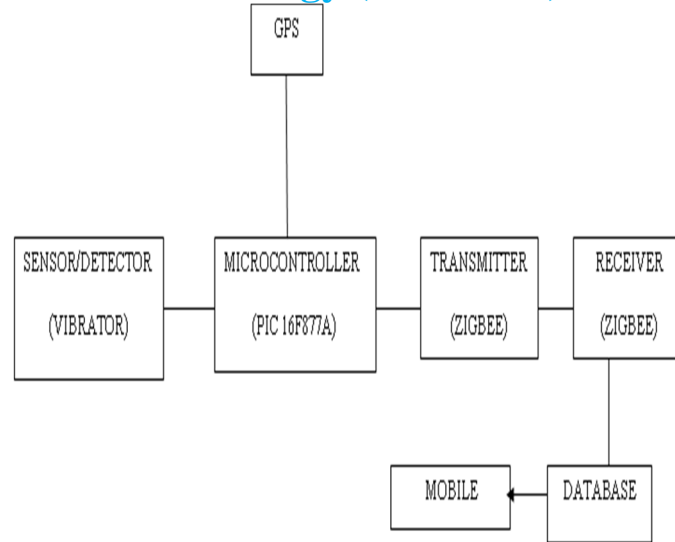 GPS
SENSOR/DETECTOR
(VIBRATOR)
MICROCONTROLLER
(PIC 16F877A)
TRANSMITTER
(ZIGBEE)
RECEIVER
(ZIGBEE)
MOBILE
DATABASE